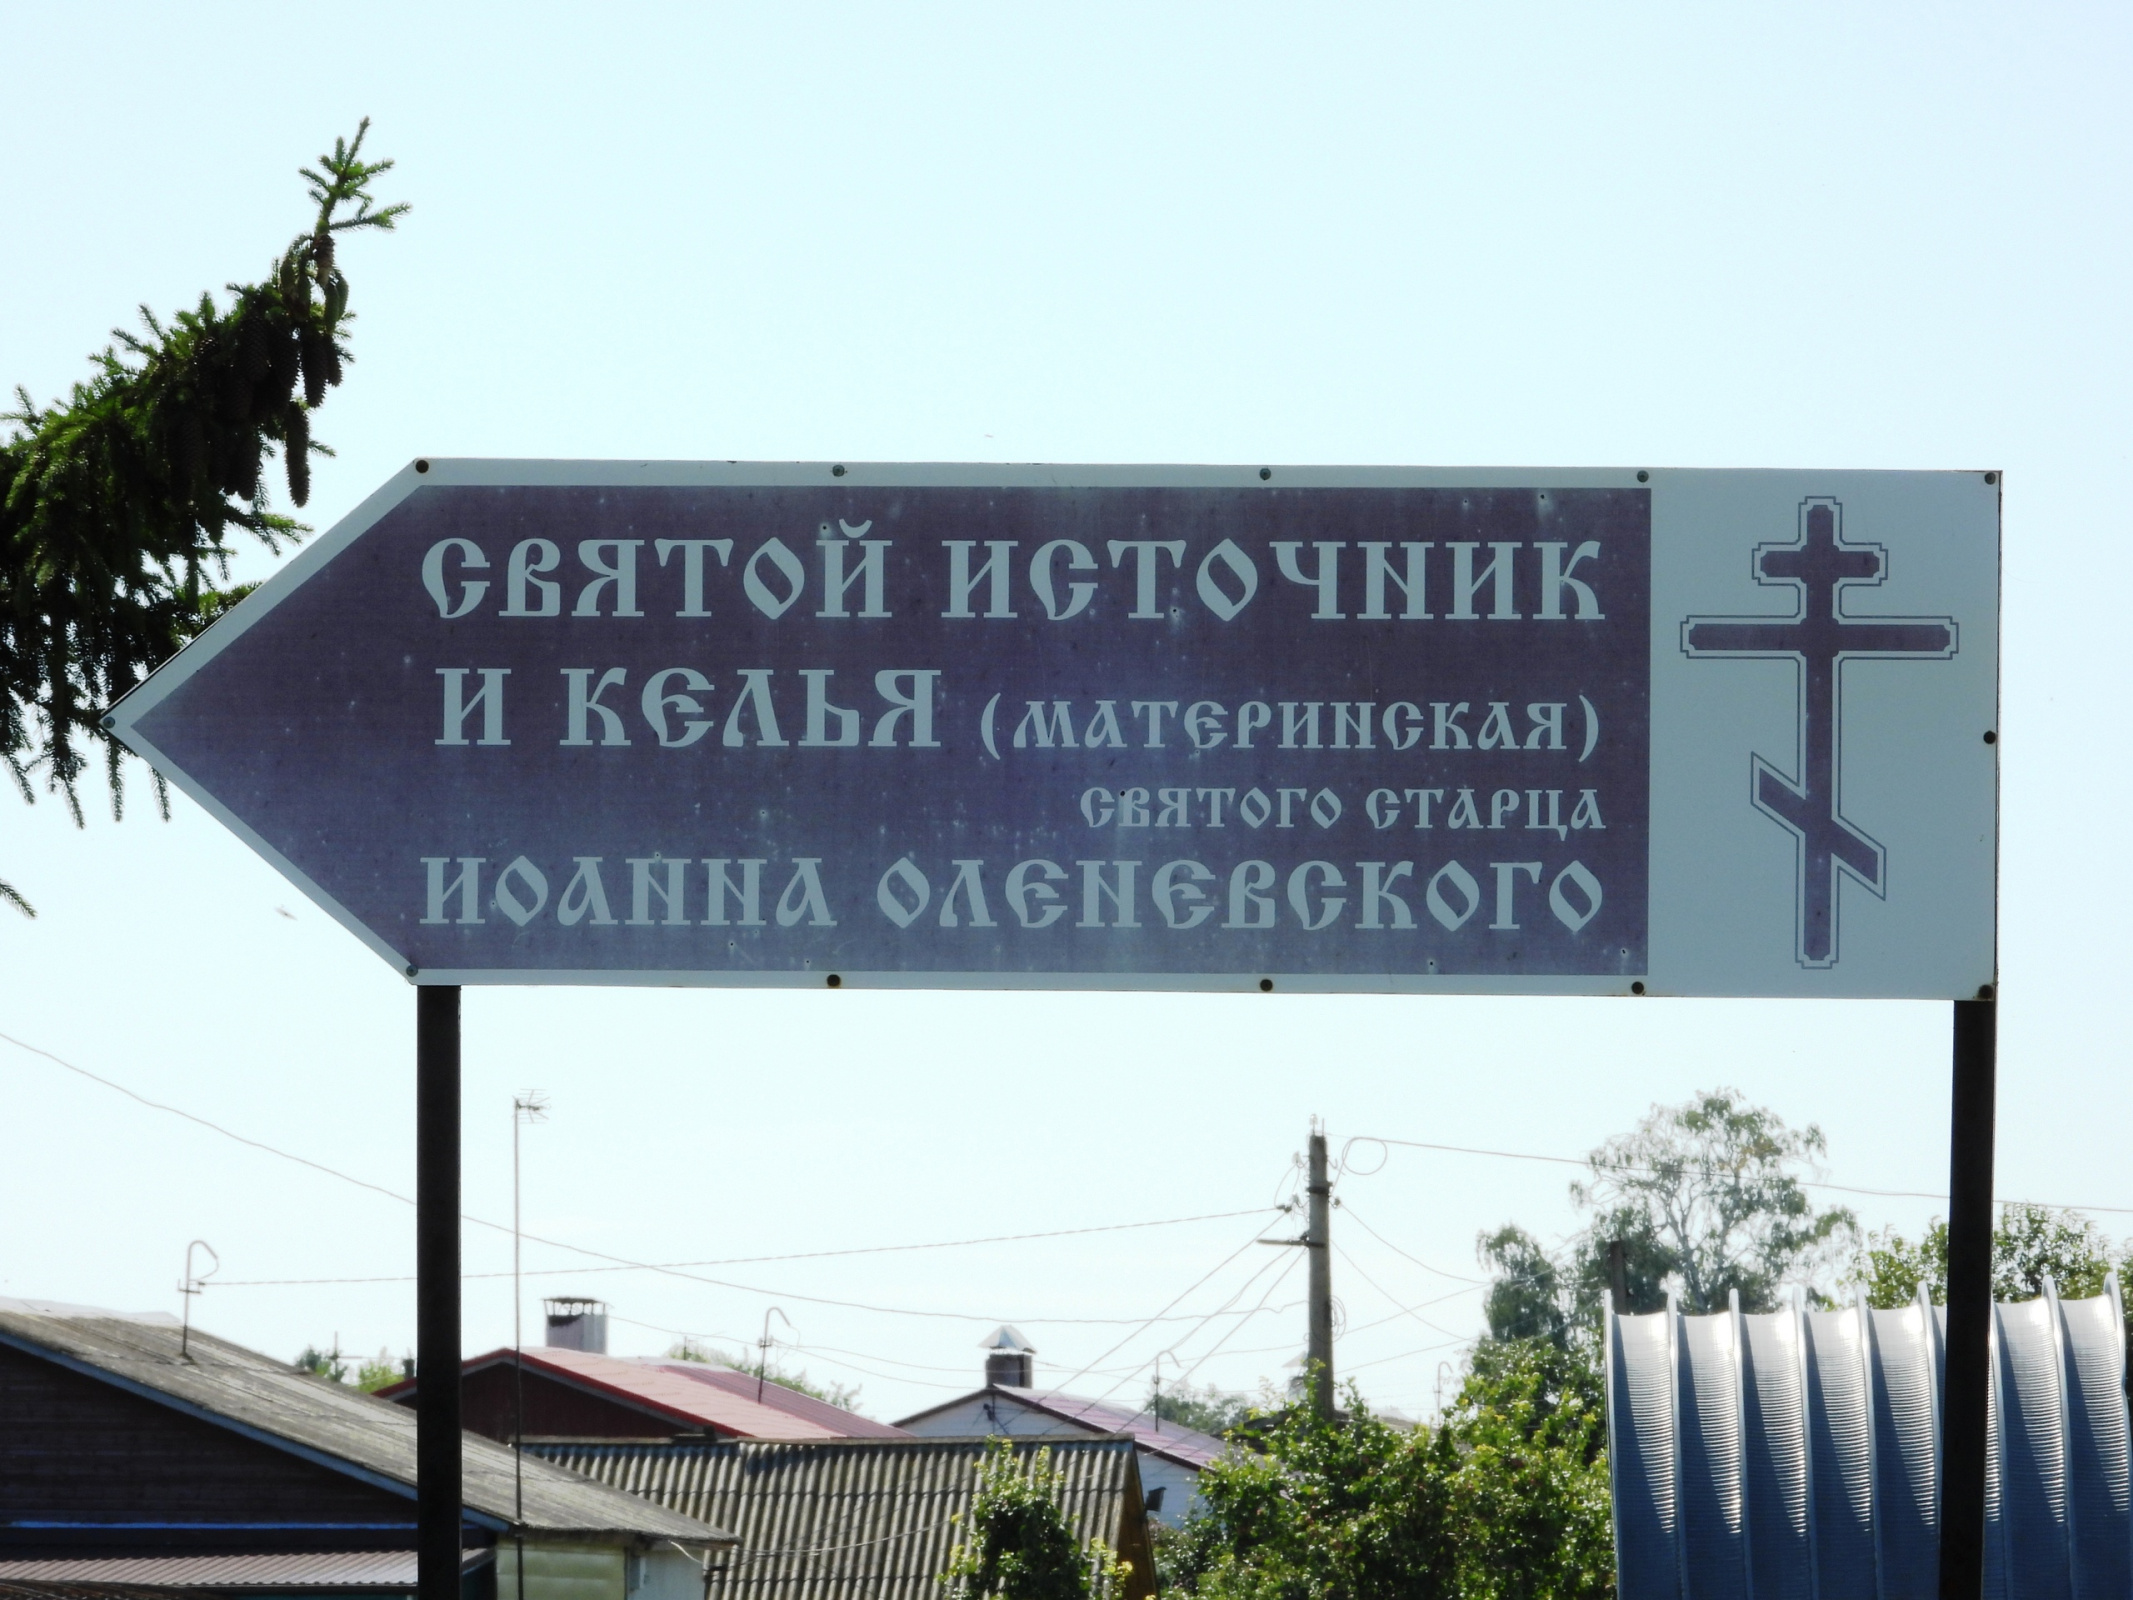 СВЯТОЙ ИСТОЧНИК
И КЕЛЬЯ (МАТЕРИНСКАЯ)
СВЯТОГО СТАРЦА
ИОАННА ОЛЕНЕВСКОГО